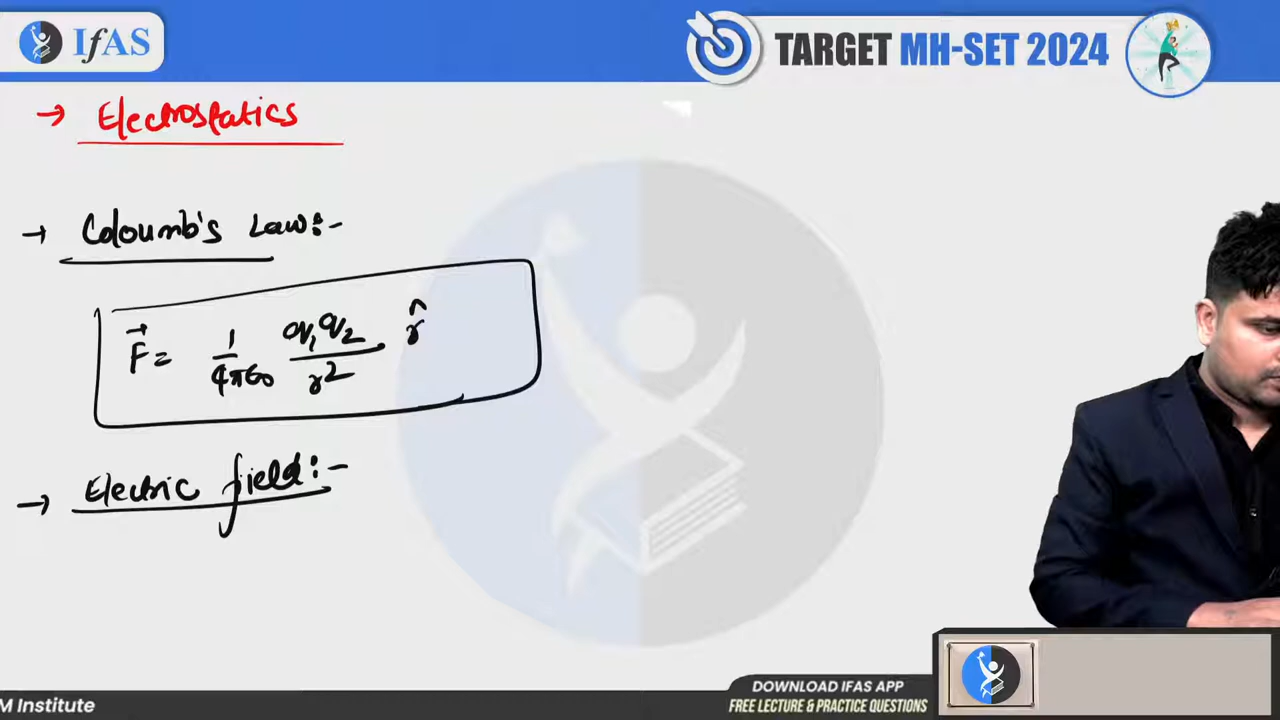 IfAS
TARGET MH-SET 2024
→ Electrostatics
→ Coloumb's Law:-
F⃗ = 1/4πϵ₀ q₁q₂/r² r̂
→ Electric field:-
DOWNLOAD IFAS APP
FREE LECTURE & PRACTICE QUESTIONS
M Institute